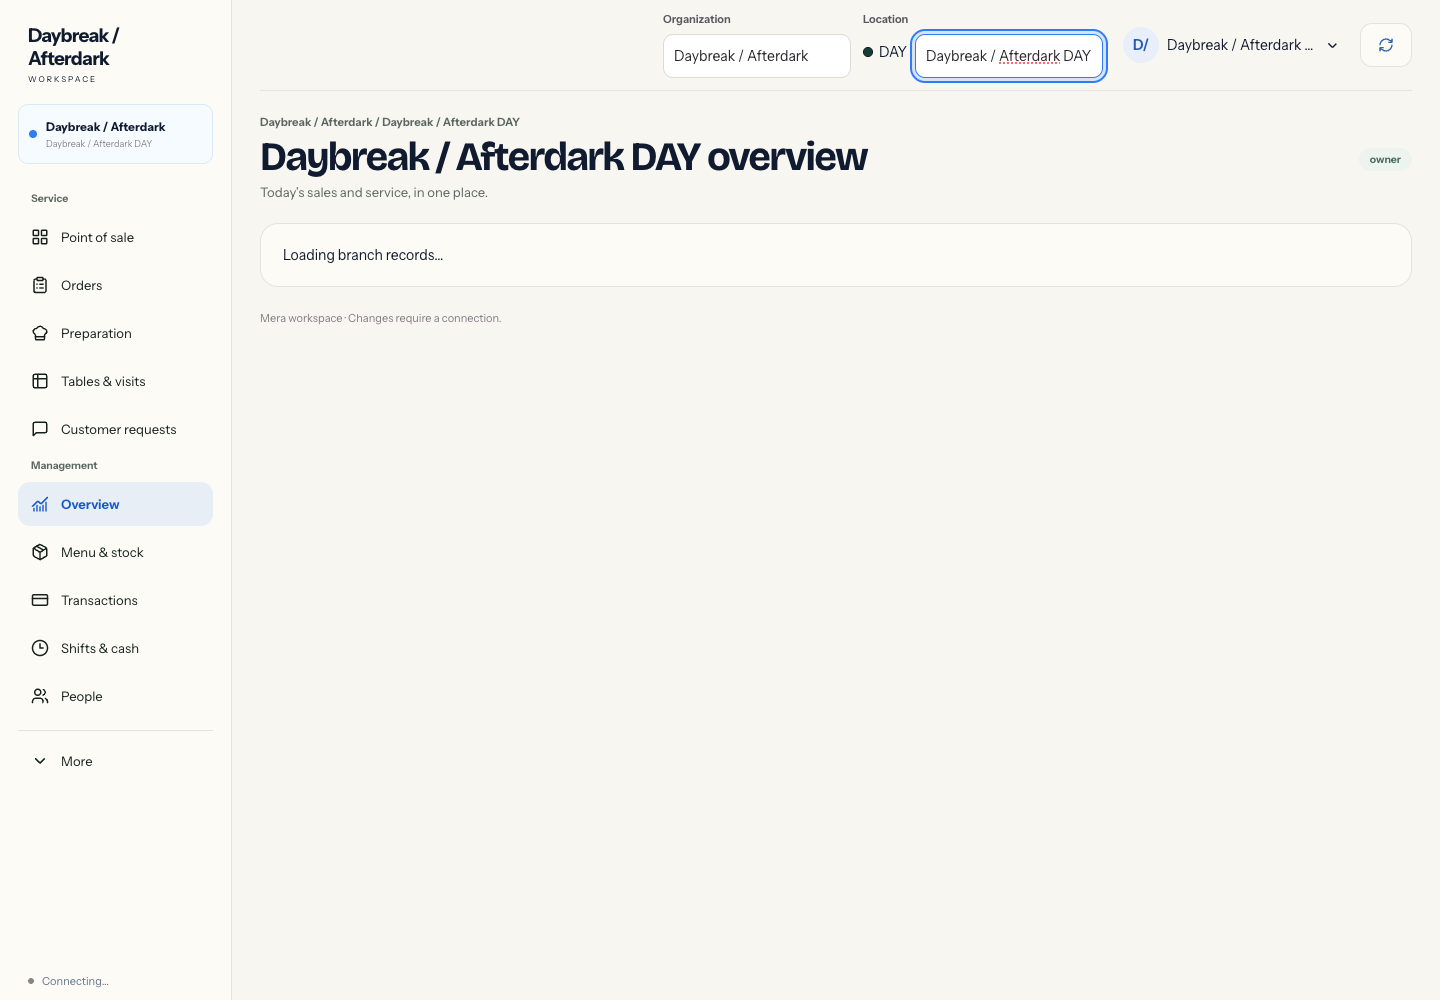 Daybreak /
Afterdark
WORKSPACE
Daybreak / Afterdark
Daybreak / Afterdark DAY
Service
Point of sale
Orders
Preparation
Tables & visits
Customer requests
Management
Overview
Menu & stock
Transactions
Shifts & cash
People
More
Connecting…
Organization
Daybreak / Afterdark
Location
DAY
Daybreak / Afterdark DAY
D/
Daybreak / Afterdark ...
Daybreak / Afterdark / Daybreak / Afterdark DAY
Daybreak / Afterdark DAY overview
owner
Today's sales and service, in one place.
Loading branch records…
Mera workspace · Changes require a connection.